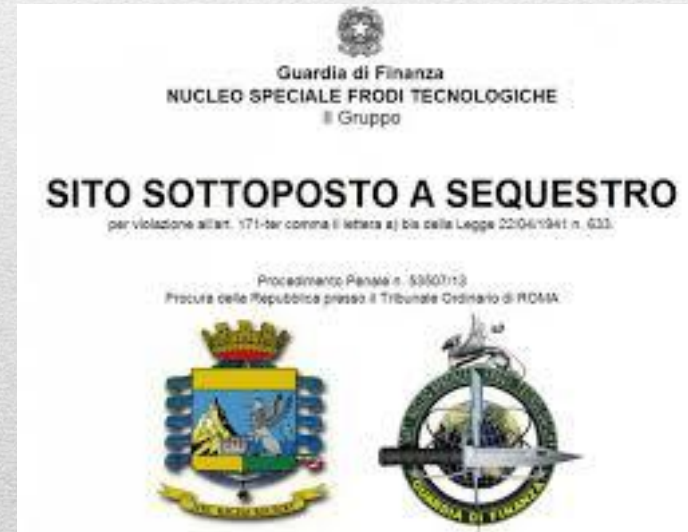 Guardia di Finanza
NUCLEO SPECIALE FRODI TECNOLOGICHE
II Gruppo
SITO SOTTOPOSTO A SEQUESTRO
per violazione all'art. 171-ter comma II lettera a) bis della Legge 22/04/1941 n. 633.
Procedimento Penale n. 53507/13
Procura della Repubblica presso il Tribunale Ordinario di ROMA
GUARDIA DI FINANZA